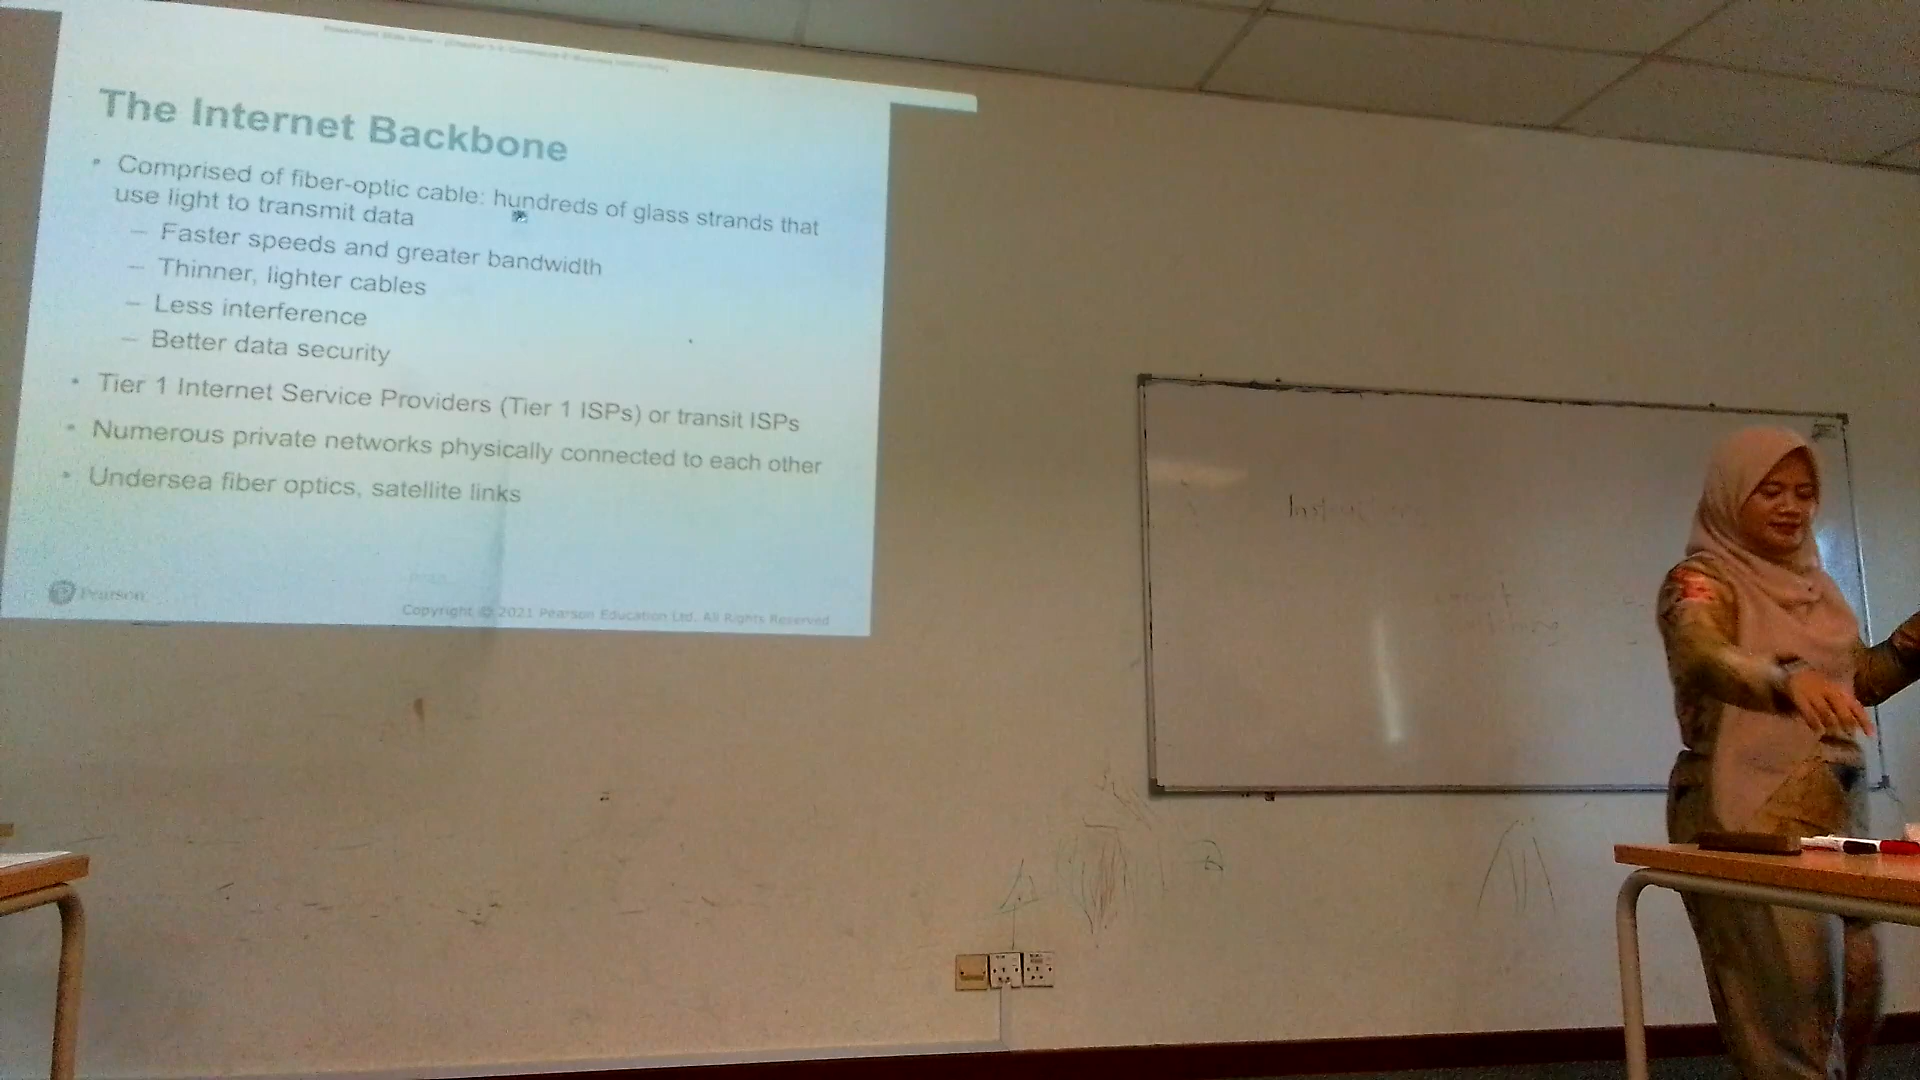 The Internet Backbone
• Comprised of fiber-optic cable: hundreds of glass strands that
use light to transmit data
– Faster speeds and greater bandwidth
– Thinner, lighter cables
– Less interference
– Better data security
• Tier 1 Internet Service Providers (Tier 1 ISPs) or transit ISPs
• Numerous private networks physically connected to each other
• Undersea fiber optics, satellite links
Pearson
Copyright © 2021 Pearson Education Ltd. All Rights Reserved